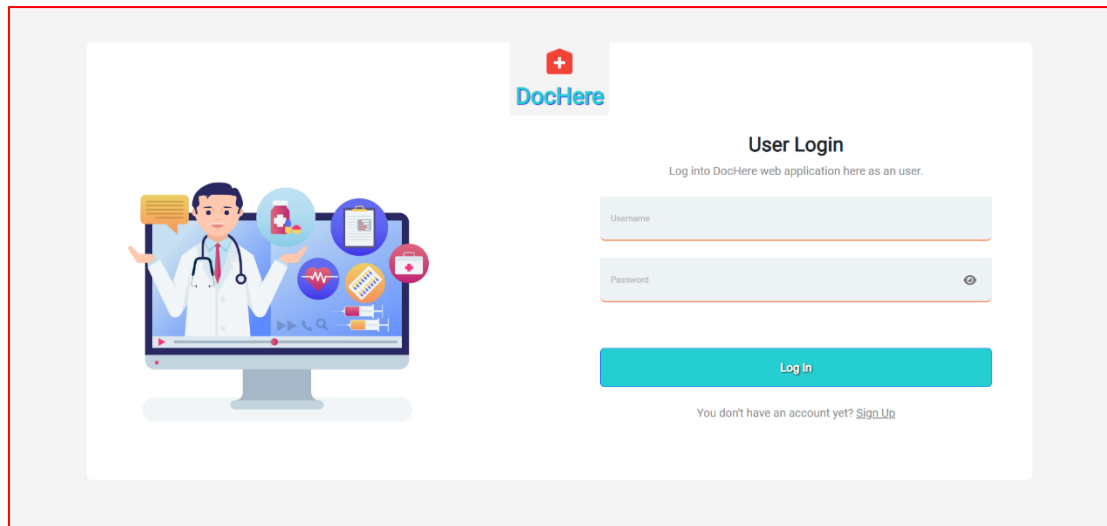 DocHere
User Login
Log into DocHere web application here as an user.
Username
Password
Log In
You don't have an account yet? Sign Up